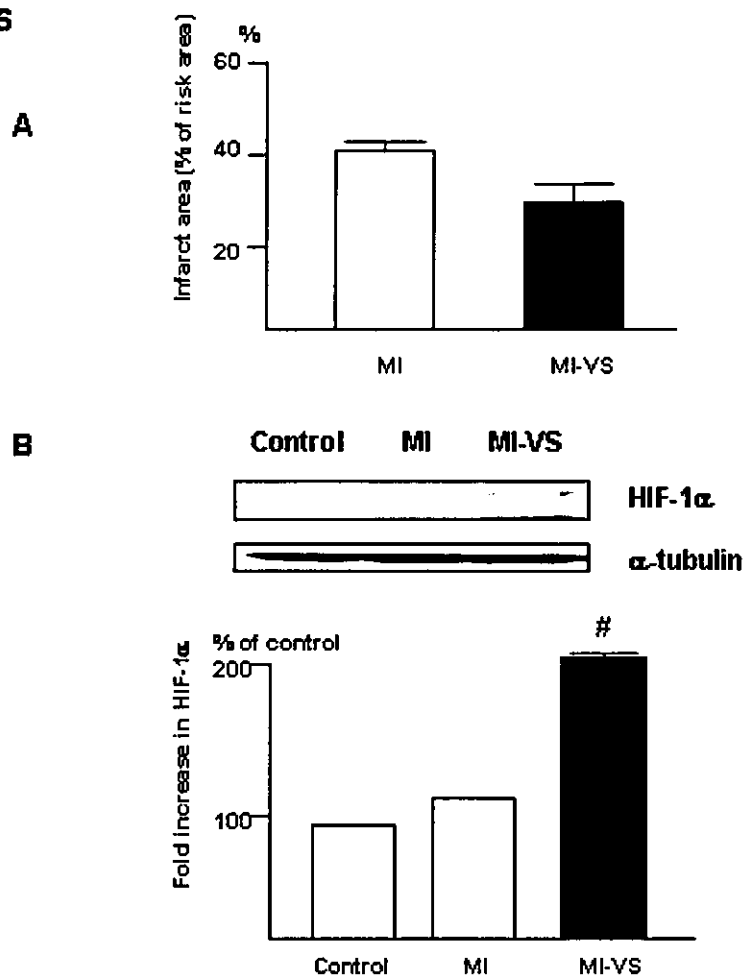 %
Infarct area (% of risk area)
60
40
20
A
MI MI-VS
B
Control MI MI-VS
HIF-1α
α-tubulin
#
% of control
Fold increase in HIF-1α
200
100
Control MI MI-VS